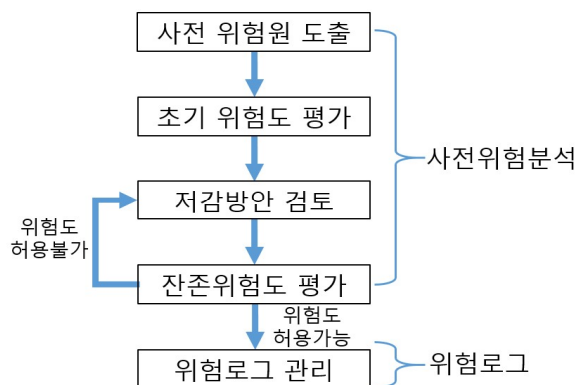 사전 위험원 도출
초기 위험도 평가
사전위험분석
저감방안 검토
위험도
허용불가
잔존위험도 평가
위험도
허용가능
위험로그 관리
위험로그